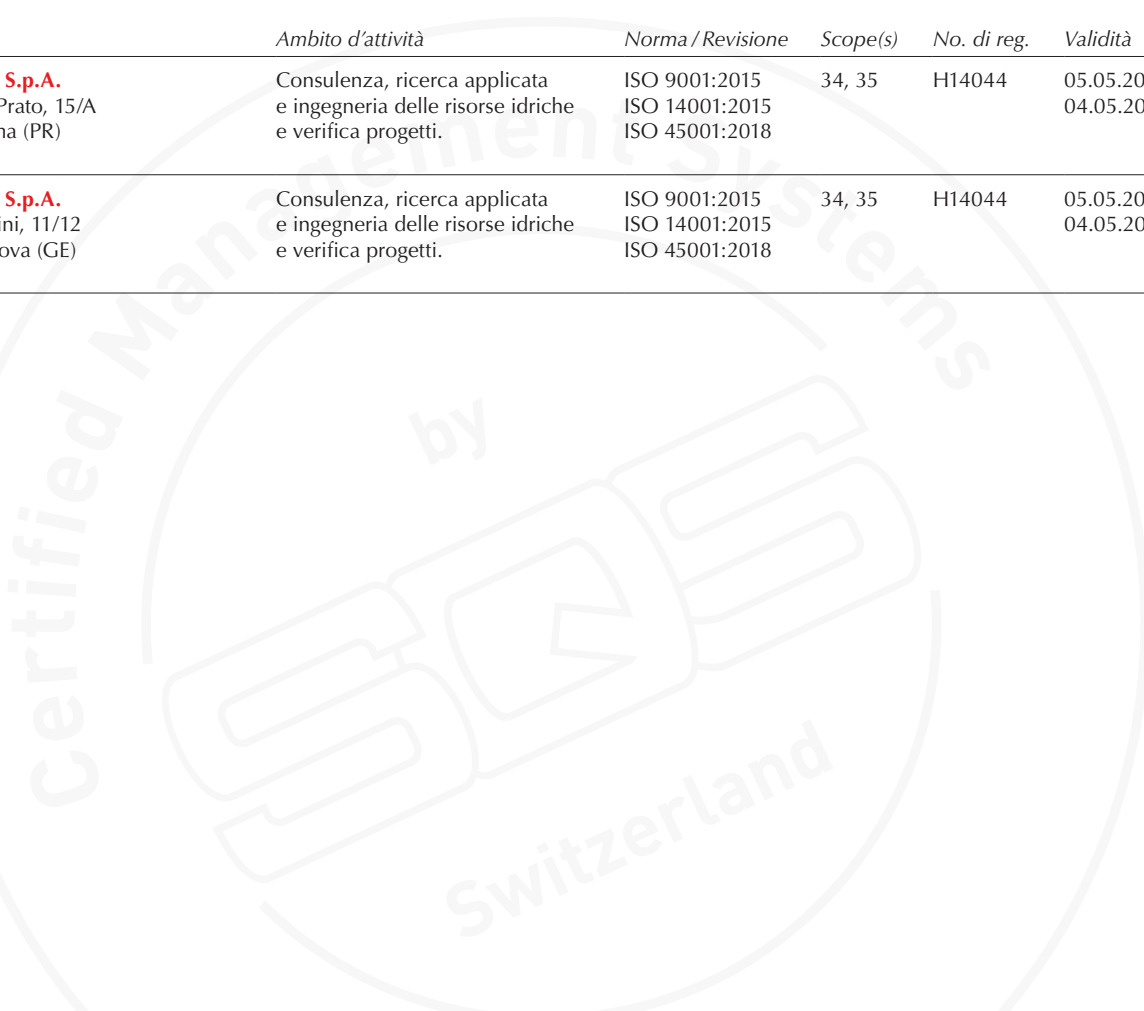 Ambito d'attività Norma / Revisione Scope(s) No. di reg. Validità
S.p.A. Consulenza, ricerca applicata ISO 9001:2015 34, 35 H14044 05.05.20
Prato, 15/A e ingegneria delle risorse idriche ISO 14001:2015 04.05.20
na (PR) e verifica progetti. ISO 45001:2018
S.p.A. Consulenza, ricerca applicata ISO 9001:2015 34, 35 H14044 05.05.20
ini, 11/12 e ingegneria delle risorse idriche ISO 14001:2015 04.05.20
ova (GE) e verifica progetti. ISO 45001:2018
Certified Management Systems
by
SQS
Switzerland